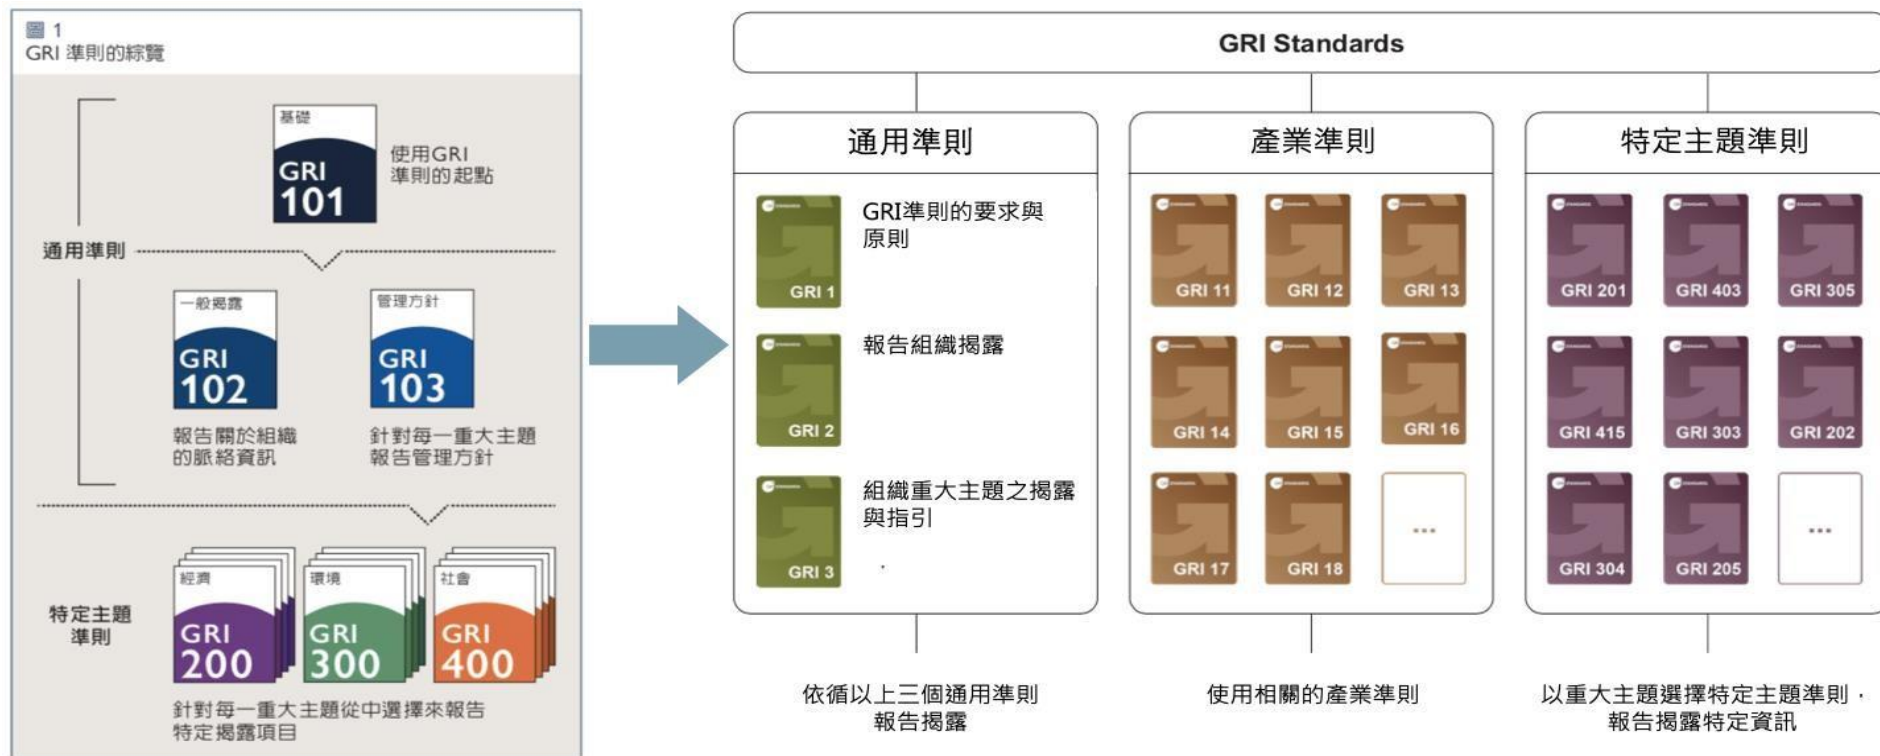 圖 1
GRI 準則的綜覽
基礎
GRI
101
使用GRI
準則的起點
通用準則
一般揭露
GRI
102
管理方針
GRI
103
報告關於組織
的脈絡資訊
針對每一重大主題
報告管理方針
特定主題
準則
經濟
GRI
200
環境
GRI
300
社會
GRI
400
針對每一重大主題從中選擇來報告
特定揭露項目
GRI Standards
通用準則
GRI 1
GRI準則的要求與
原則
GRI 2
報告組織揭露
GRI 3
組織重大主題之揭露
與指引
.
依循以上三個通用準則
報告揭露
產業準則
GRI 11
GRI 12
GRI 13
GRI 14
GRI 15
GRI 16
GRI 17
GRI 18
...
使用相關的產業準則
特定主題準則
GRI 201
GRI 403
GRI 305
GRI 415
GRI 303
GRI 202
GRI 304
GRI 205
...
以重大主題選擇特定主題準則，
報告揭露特定資訊